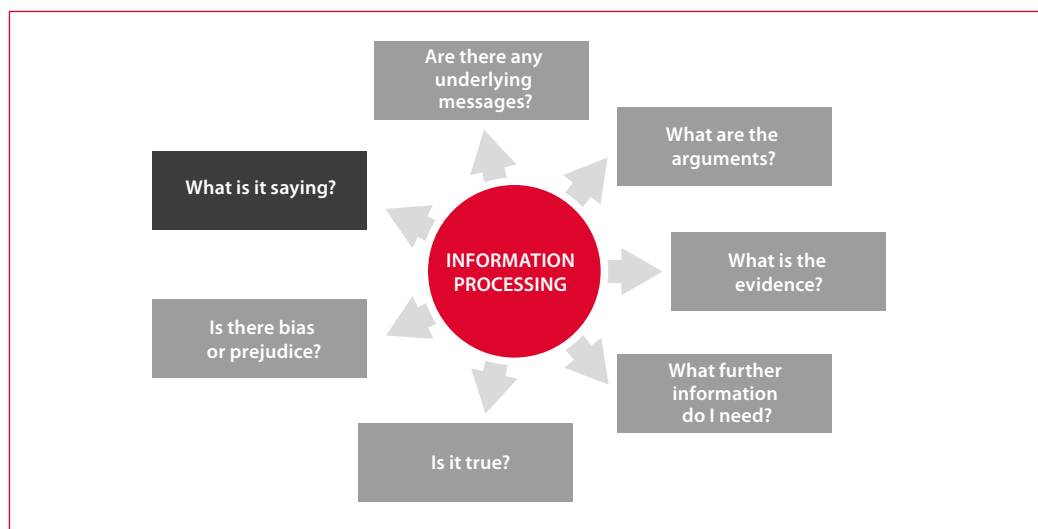 Are there any
underlying
messages?
What are the
arguments?
What is it saying?
INFORMATION
PROCESSING
What is the
evidence?
Is there bias
or prejudice?
What further
information
do I need?
Is it true?